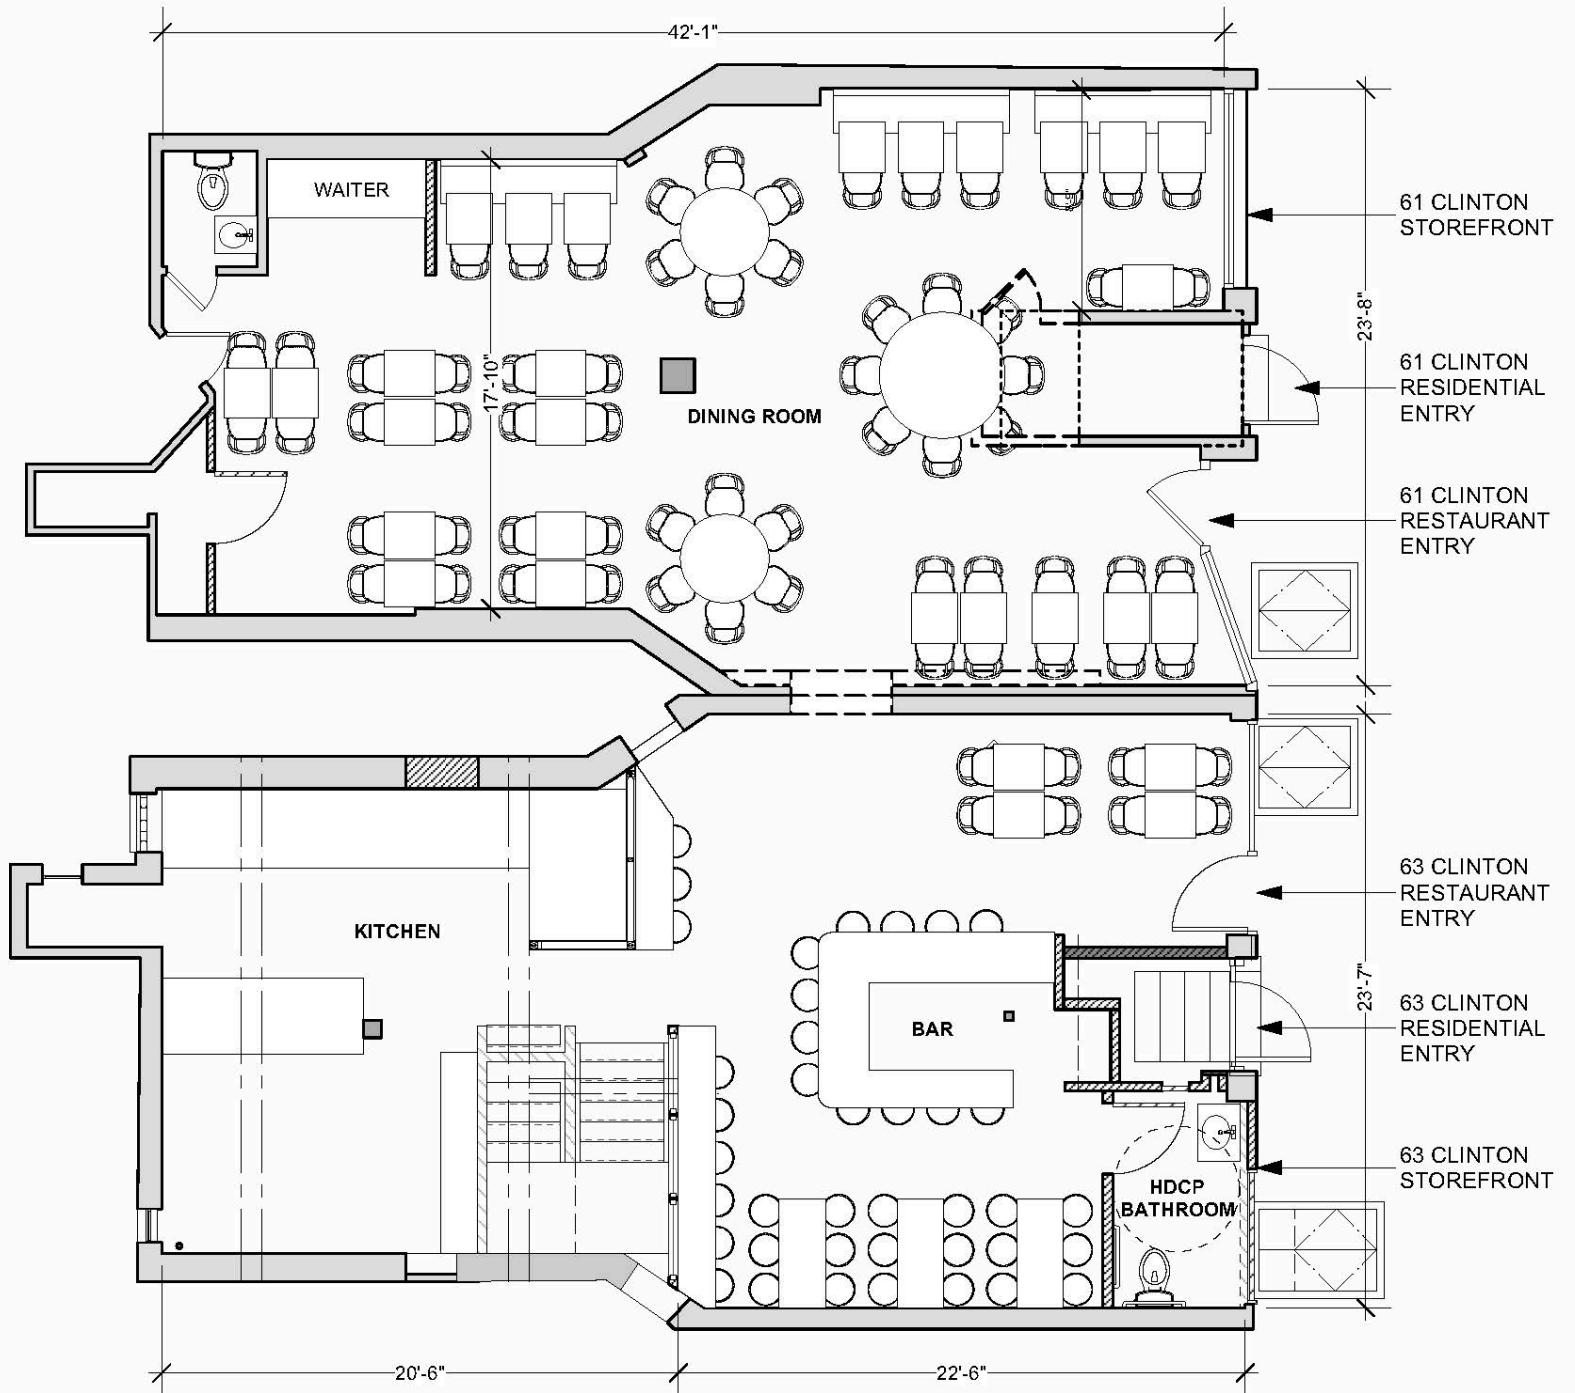 42'-1"
WAITER
61 CLINTON
STOREFRONT
23'-8"
17'-10"
61 CLINTON
RESIDENTIAL
ENTRY
DINING ROOM
61 CLINTON
RESTAURANT
ENTRY
63 CLINTON
RESTAURANT
ENTRY
KITCHEN
23'-7"
BAR
63 CLINTON
RESIDENTIAL
ENTRY
63 CLINTON
STOREFRONT
HDCP
BATHROOM
20'-6"
22'-6"